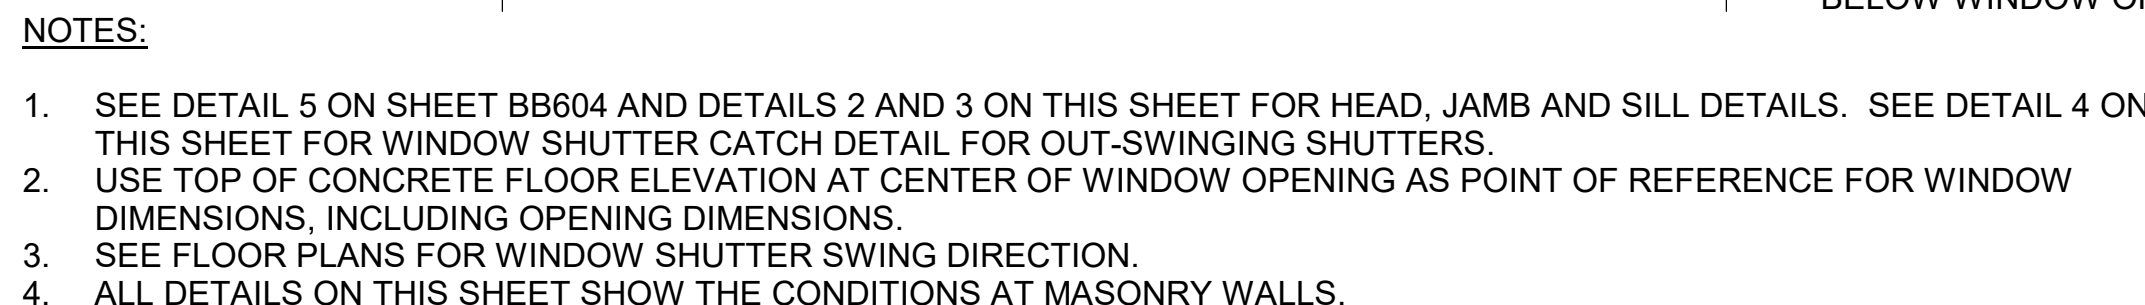 BELOW WINDOW
NOTES:
1. SEE DETAIL 5 ON SHEET BB604 AND DETAILS 2 AND 3 ON THIS SHEET FOR HEAD, JAMB AND SILL DETAILS. SEE DETAIL 4 ON
THIS SHEET FOR WINDOW SHUTTER CATCH DETAIL FOR OUT-SWINGING SHUTTERS.
2. USE TOP OF CONCRETE FLOOR ELEVATION AT CENTER OF WINDOW OPENING AS POINT OF REFERENCE FOR WINDOW
DIMENSIONS, INCLUDING OPENING DIMENSIONS.
3. SEE FLOOR PLANS FOR WINDOW SHUTTER SWING DIRECTION.
4. ALL DETAILS ON THIS SHEET SHOW THE CONDITIONS AT MASONRY WALLS.